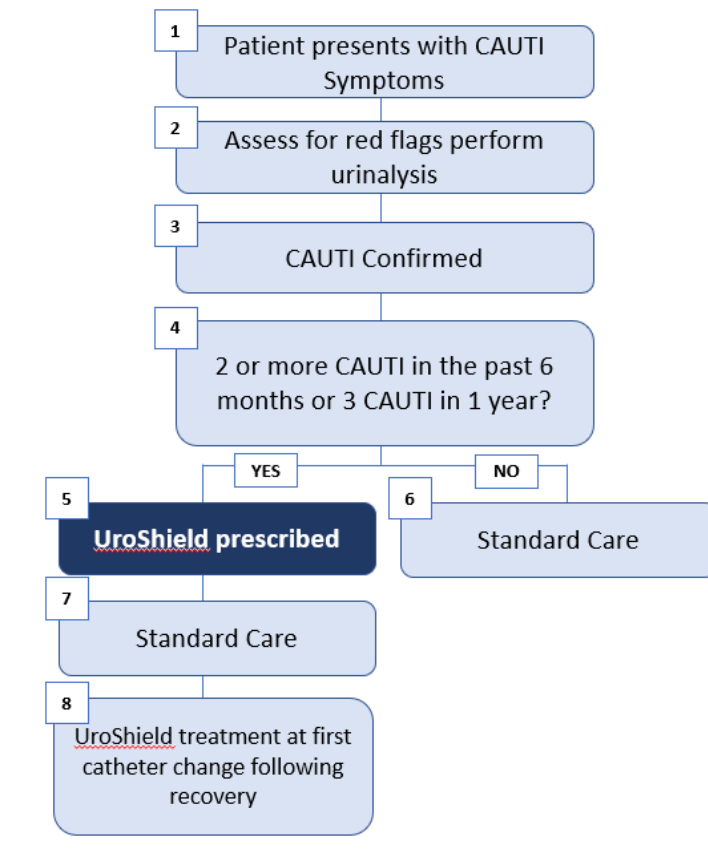 1
Patient presents with CAUTI
Symptoms
2
Assess for red flags perform
urinalysis
3
CAUTI Confirmed
4
2 or more CAUTI in the past 6
months or 3 CAUTI in 1 year?
YES
NO
5
UroShield prescribed
6
Standard Care
7
Standard Care
8
UroShield treatment at first
catheter change following
recovery